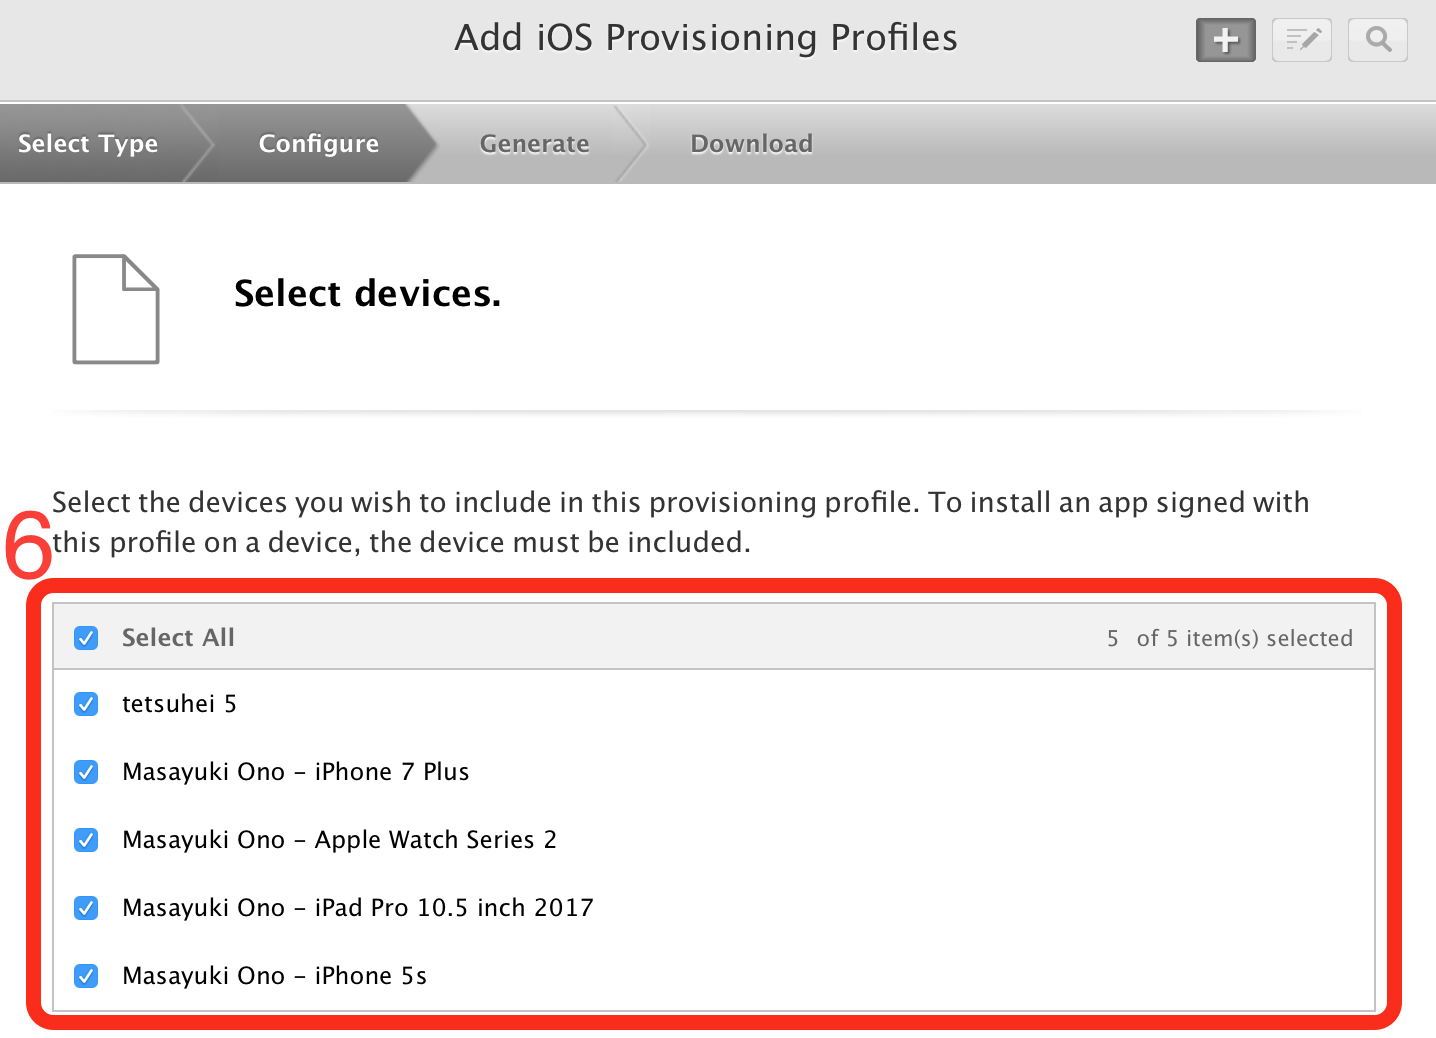 Add iOS Provisioning Profiles
Select Type
Configure
Generate
Download
Select devices.
Select the devices you wish to include in this provisioning profile. To install an app signed with
this profile on a device, the device must be included.
6
Select All
5 of 5 item(s) selected
tetsuhei 5
Masayuki Ono – iPhone 7 Plus
Masayuki Ono – Apple Watch Series 2
Masayuki Ono – iPad Pro 10.5 inch 2017
Masayuki Ono – iPhone 5s